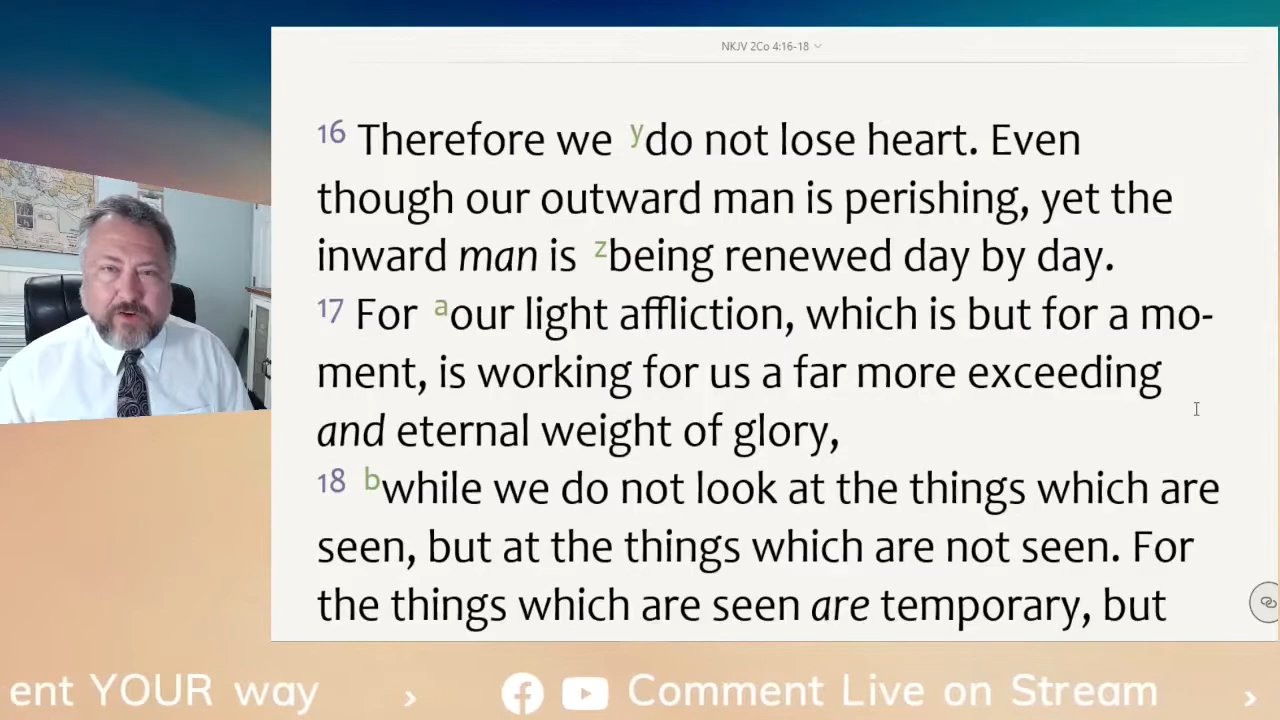 NKJV 2Co 4:16-18
16 Therefore we ydo not lose heart. Even
though our outward man is perishing, yet the
inward man is zbeing renewed day by day.
17 For aour light affliction, which is but for a mo-
ment, is working for us a far more exceeding
and eternal weight of glory,
18 bwhile we do not look at the things which are
seen, but at the things which are not seen. For
the things which are seen are temporary, but
ent YOUR way > Comment Live on Stream >